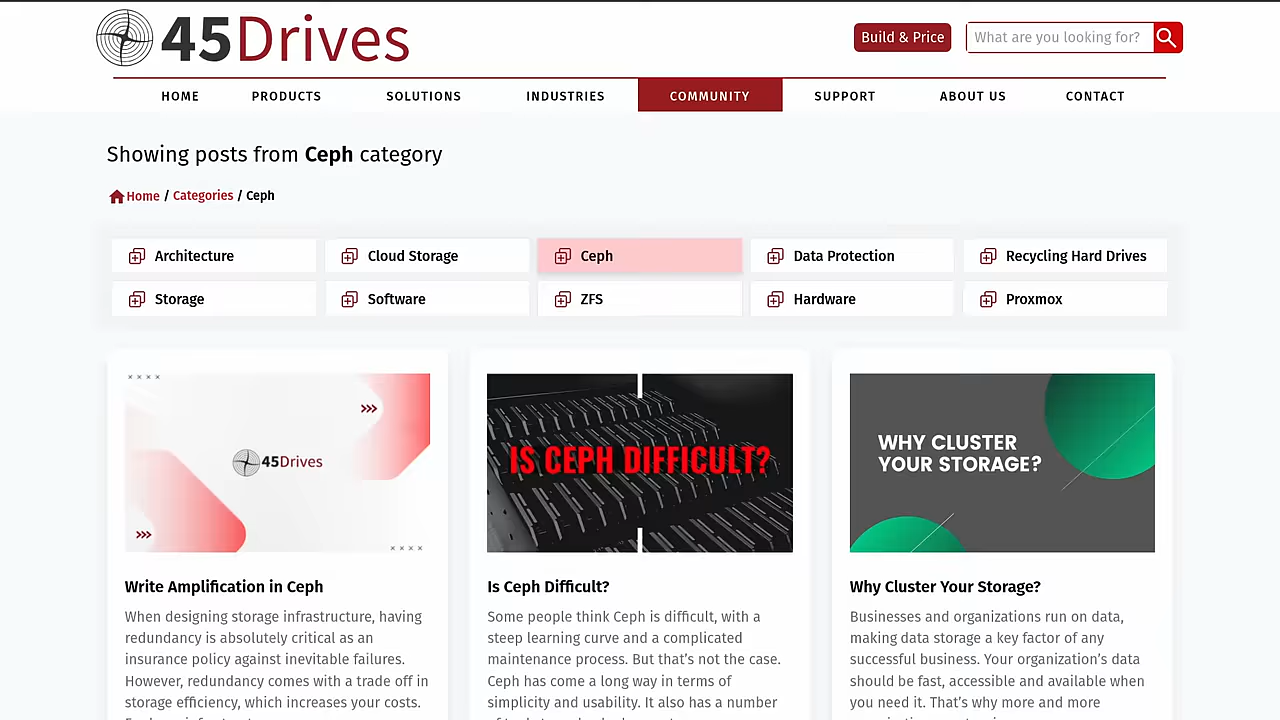 45Drives
Build & Price
What are you looking for?
HOME PRODUCTS SOLUTIONS INDUSTRIES COMMUNITY SUPPORT ABOUT US CONTACT
Showing posts from Ceph category
Home / Categories / Ceph
Architecture Cloud Storage Ceph Data Protection Recycling Hard Drives
Storage Software ZFS Hardware Proxmox
45Drives
IS CEPH DIFFICULT?
WHY CLUSTER
YOUR STORAGE?
Write Amplification in Ceph
When designing storage infrastructure, having
redundancy is absolutely critical as an
insurance policy against inevitable failures.
However, redundancy comes with a trade off in
storage efficiency, which increases your costs.
Is Ceph Difficult?
Some people think Ceph is difficult, with a
steep learning curve and a complicated
maintenance process. But that's not the case.
Ceph has come a long way in terms of
simplicity and usability. It also has a number
Why Cluster Your Storage?
Businesses and organizations run on data,
making data storage a key factor of any
successful business. Your organization's data
should be fast, accessible and available when
you need it. That's why more and more